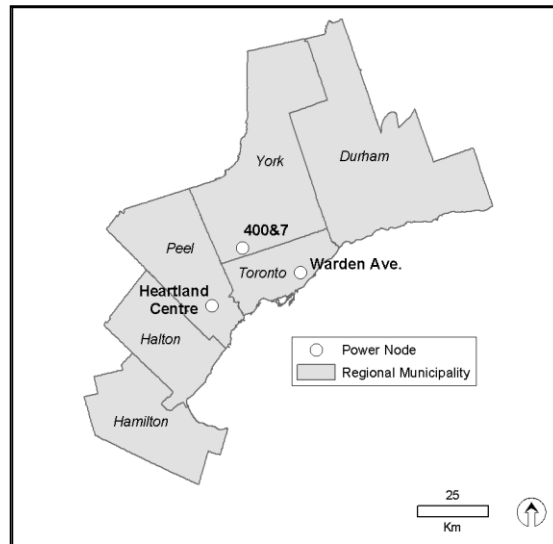 York
Durham
400&7
Peel
Toronto
Warden Ave.
Heartland
Centre
Halton
Power Node
Regional Municipality
Hamilton
25
Km